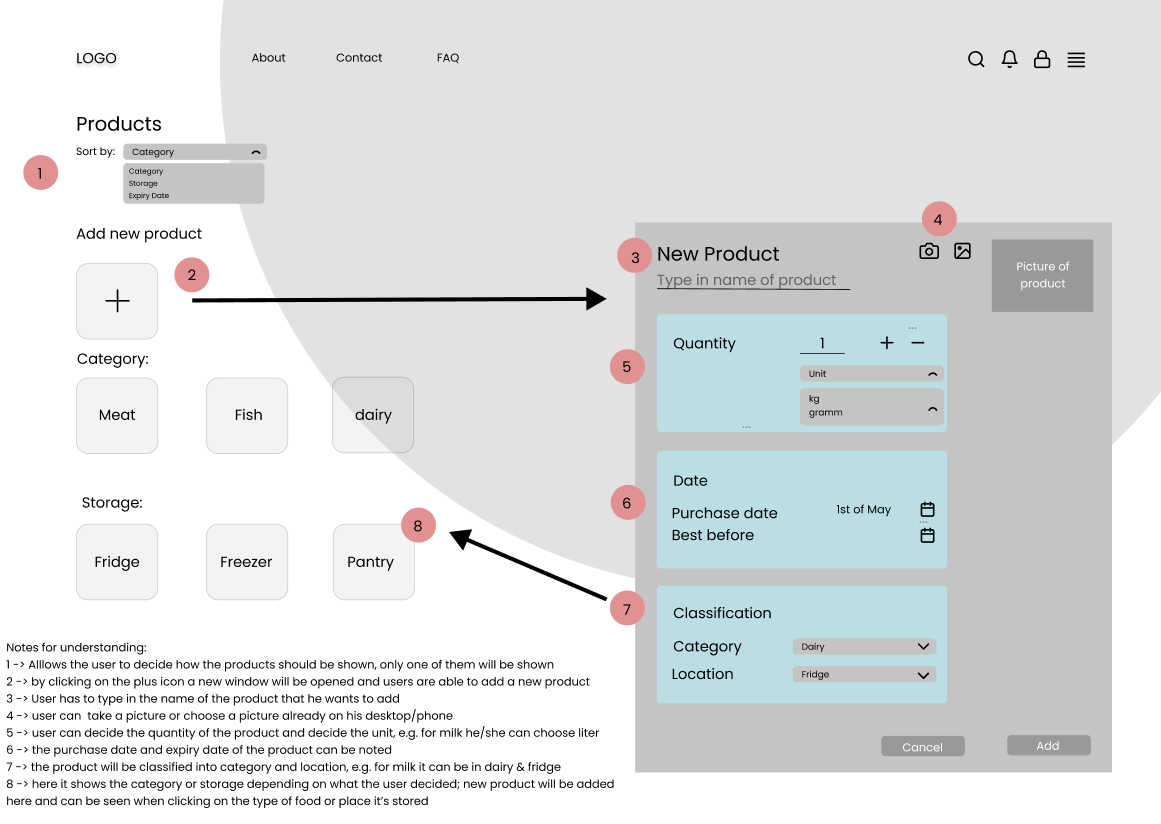 LOGO
About
Contact
FAQ
Products
Sort by:
Category
Category
Storage
Expiry Date
1
Add new product
2
Category:
Meat
Fish
dairy
Storage:
Fridge
Freezer
Pantry
8
4
3
New Product
Type in name of product
Picture of
product
5
Quantity
1
Unit
kg
gramm
6
Date
Purchase date
1st of May
Best before
7
Classification
Category
Dairy
Location
Fridge
Cancel
Add
Notes for understanding:
1 -> Alllows the user to decide how the products should be shown, only one of them will be shown
2 -> by clicking on the plus icon a new window will be opened and users are able to add a new product
3 -> User has to type in the name of the product that he wants to add
4 -> user can take a picture or choose a picture already on his desktop/phone
5 -> user can decide the quantity of the product and decide the unit, e.g. for milk he/she can choose liter
6 -> the purchase date and expiry date of the product can be noted
7 -> the product will be classified into category and location, e.g. for milk it can be in dairy & fridge
8 -> here it shows the category or storage depending on what the user decided; new product will be added
here and can be seen when clicking on the type of food or place it's stored